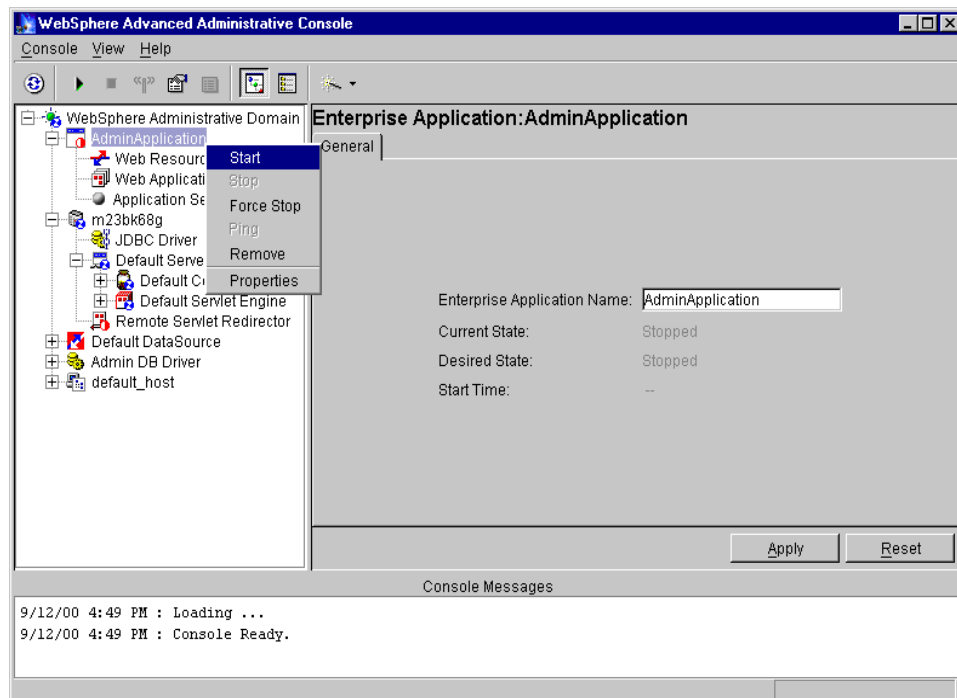 WebSphere Advanced Administrative Console
Console View Help
WebSphere Administrative Domain
AdminApplication
Web Resourc
Web Applicati
Application Se
m23bk68g
JDBC Driver
Default Serve
Default C
Default Servlet Engine
Remote Servlet Redirector
Default DataSource
Admin DB Driver
default_host
Start
Stop
Force Stop
Ping
Remove
Properties
Enterprise Application:AdminApplication
General
Enterprise Application Name: AdminApplication
Current State: Stopped
Desired State: Stopped
Start Time: --
Apply Reset
Console Messages
9/12/00 4:49 PM : Loading ...
9/12/00 4:49 PM : Console Ready.